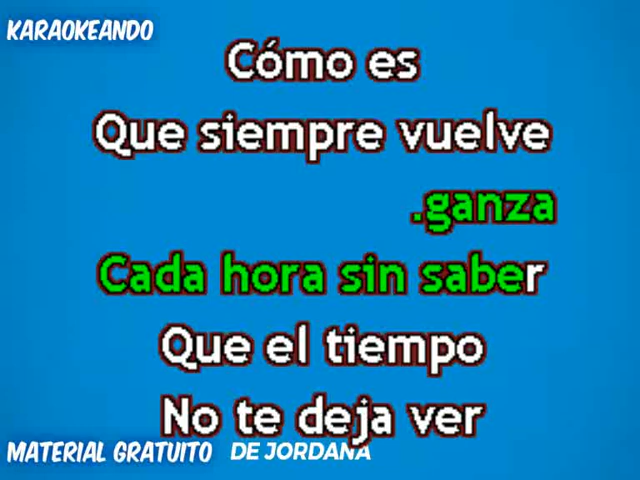 KARAOKEANDO
Cómo es
Que siempre vuelve
.ganza
Cada hora sin saber
Que el tiempo
No te deja ver
MATERIAL GRATUITO DE JORDANA